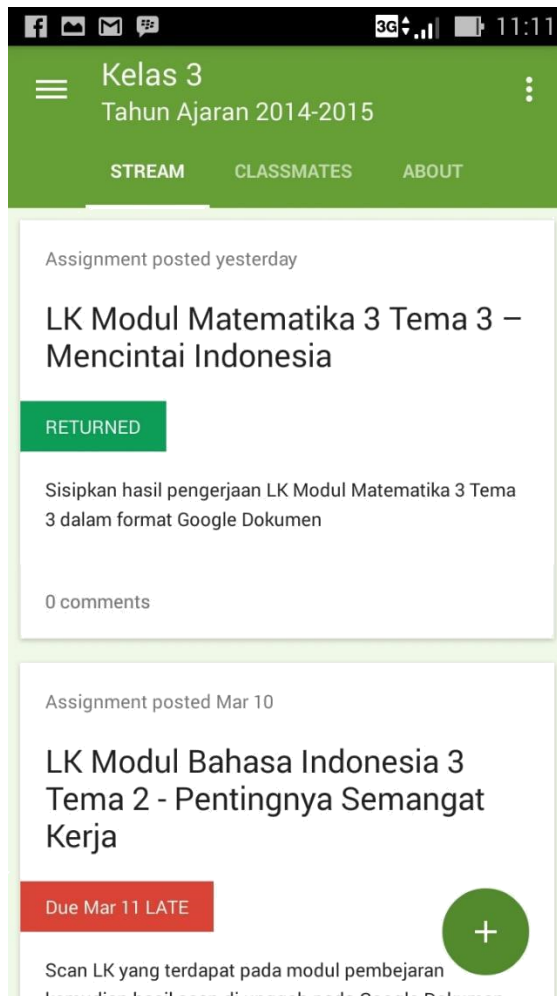 3G 11:11
Kelas 3
Tahun Ajaran 2014-2015
STREAM CLASSMATES ABOUT
Assignment posted yesterday
LK Modul Matematika 3 Tema 3 –
Mencintai Indonesia
RETURNED
Sisipkan hasil pengerjaan LK Modul Matematika 3 Tema
3 dalam format Google Dokumen
0 comments
Assignment posted Mar 10
LK Modul Bahasa Indonesia 3
Tema 2 - Pentingnya Semangat
Kerja
Due Mar 11 LATE
+
Scan LK yang terdapat pada modul pembejaran